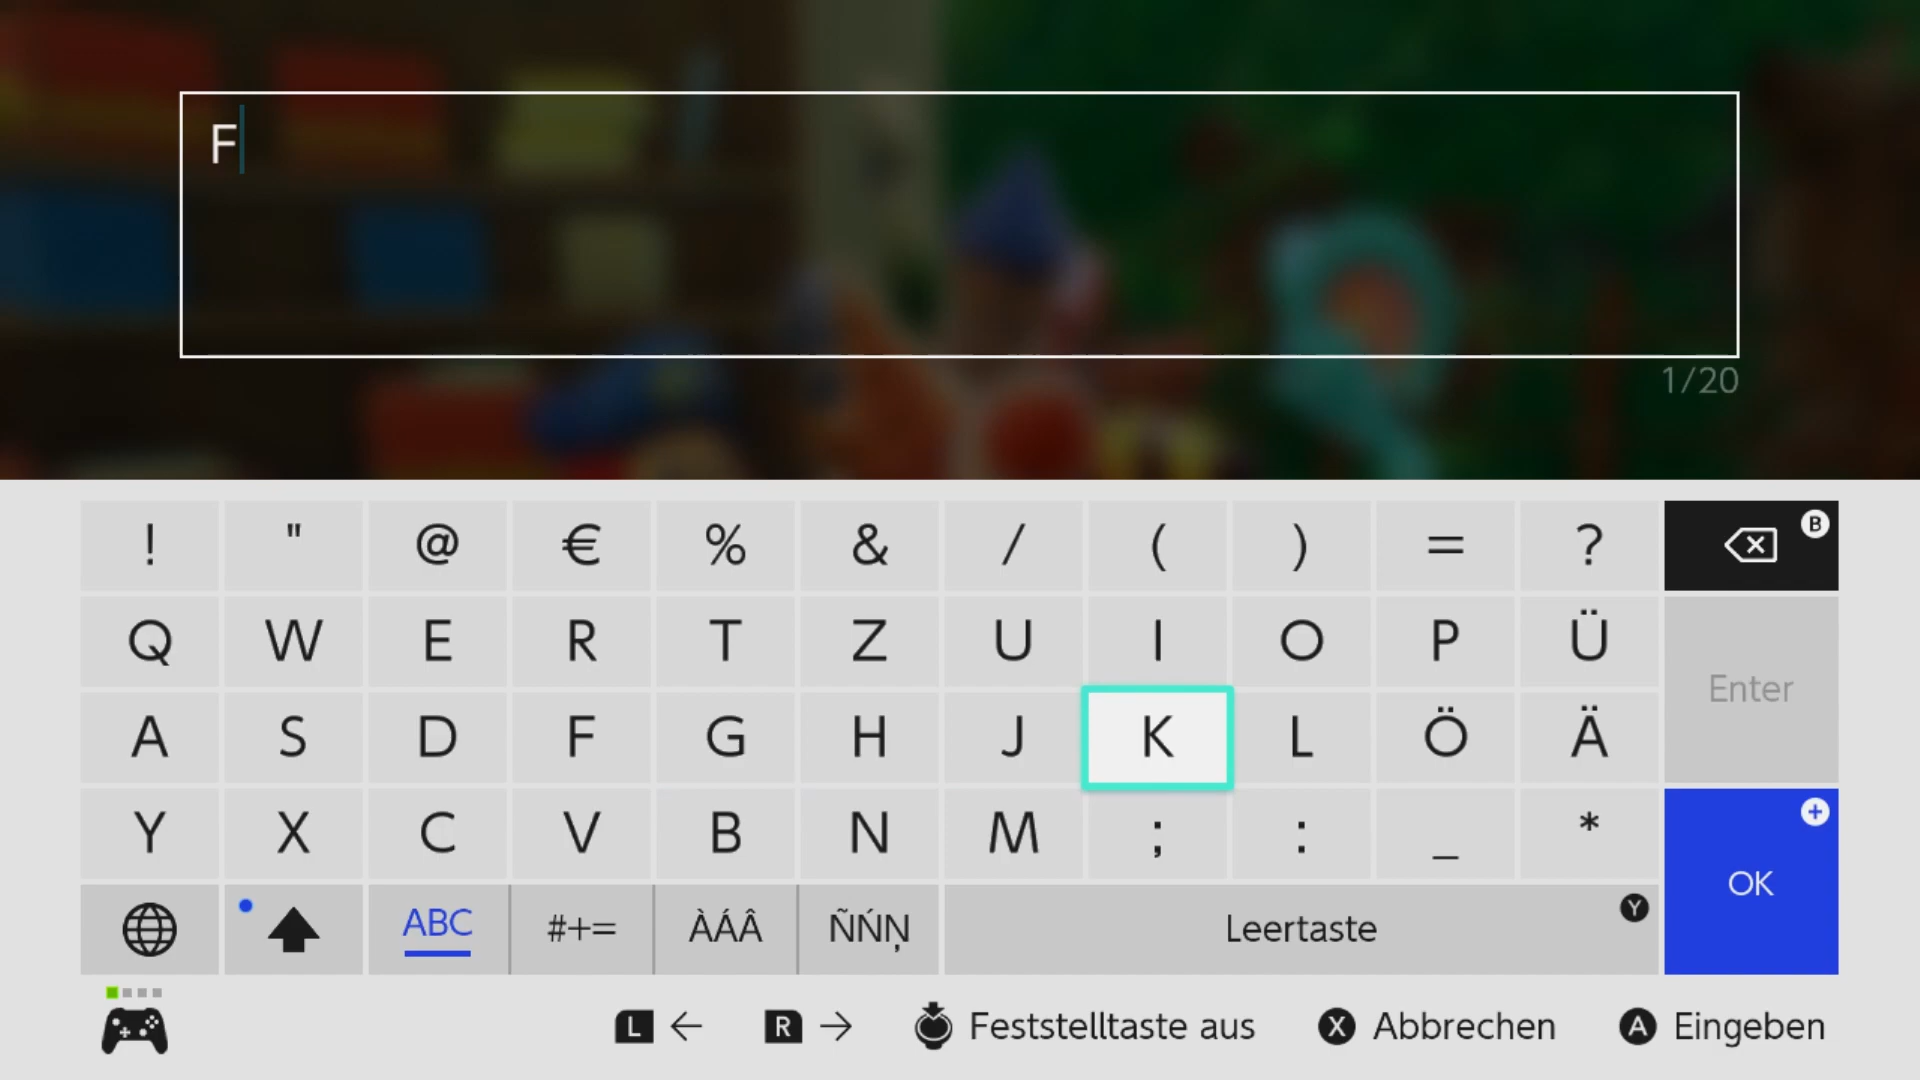 F
1/20
! " @ € % & / ( ) = ? B
Q W E R T Z U I O P Ü Enter
A S D F G H J K L Ö Ä
Y X C V B N M ; : _ * + OK
ABC #+= ÀÁÂ ÑŃŅ Leertaste Y
L ← R → Feststelltaste aus X Abbrechen A Eingeben